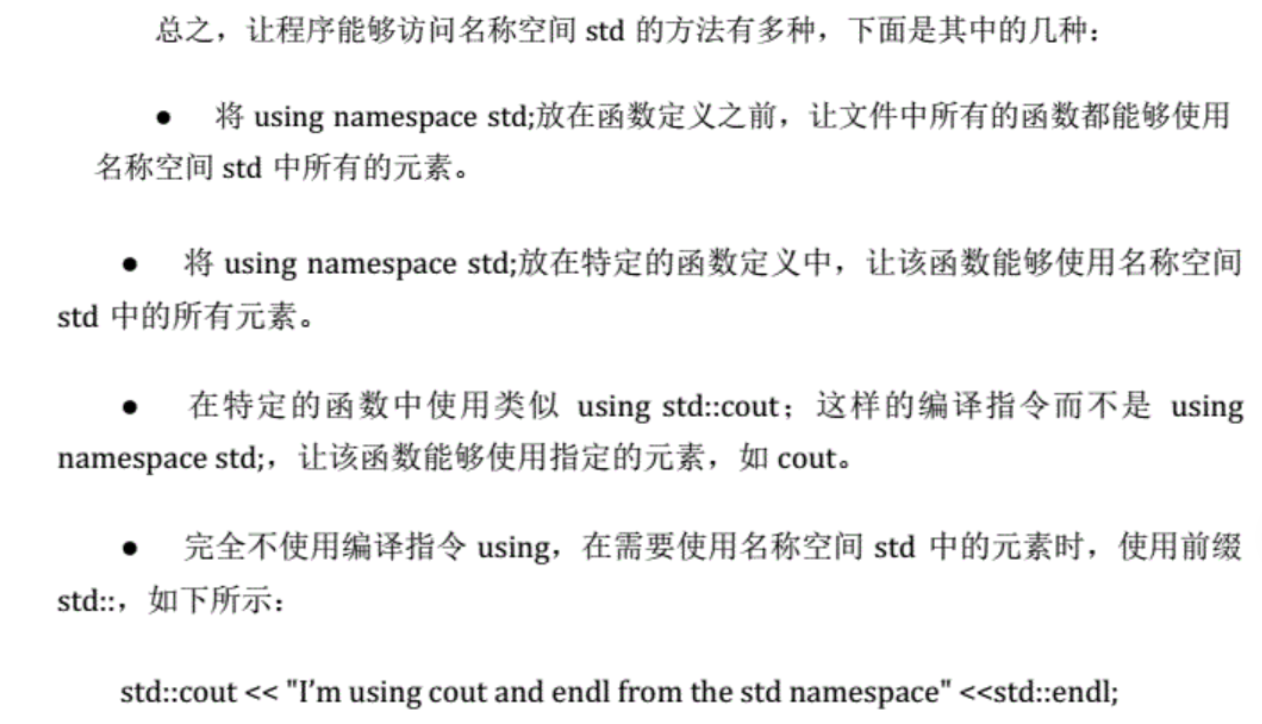 总之，让程序能够访问名称空间 std 的方法有多种，下面是其中的几种：
● 将 using namespace std;放在函数定义之前，让文件中所有的函数都能够使用
名称空间 std 中所有的元素。
● 将 using namespace std;放在特定的函数定义中，让该函数能够使用名称空间
std 中的所有元素。
● 在特定的函数中使用类似 using std::cout；这样的编译指令而不是 using
namespace std;，让该函数能够使用指定的元素，如 cout。
● 完全不使用编译指令 using，在需要使用名称空间 std 中的元素时，使用前缀
std::，如下所示：
std::cout << "I’m using cout and endl from the std namespace" <<std::endl;